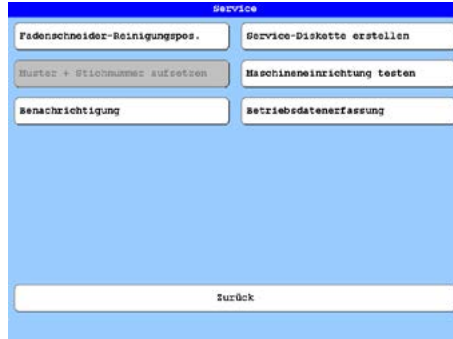 Service
Fadenschneider-Reinigungspos.
Service-Diskette erstellen
Muster + Stichnummer aufsetzen
Maschineneinrichtung testen
Benachrichtigung
Betriebsdatenerfassung
Zurück